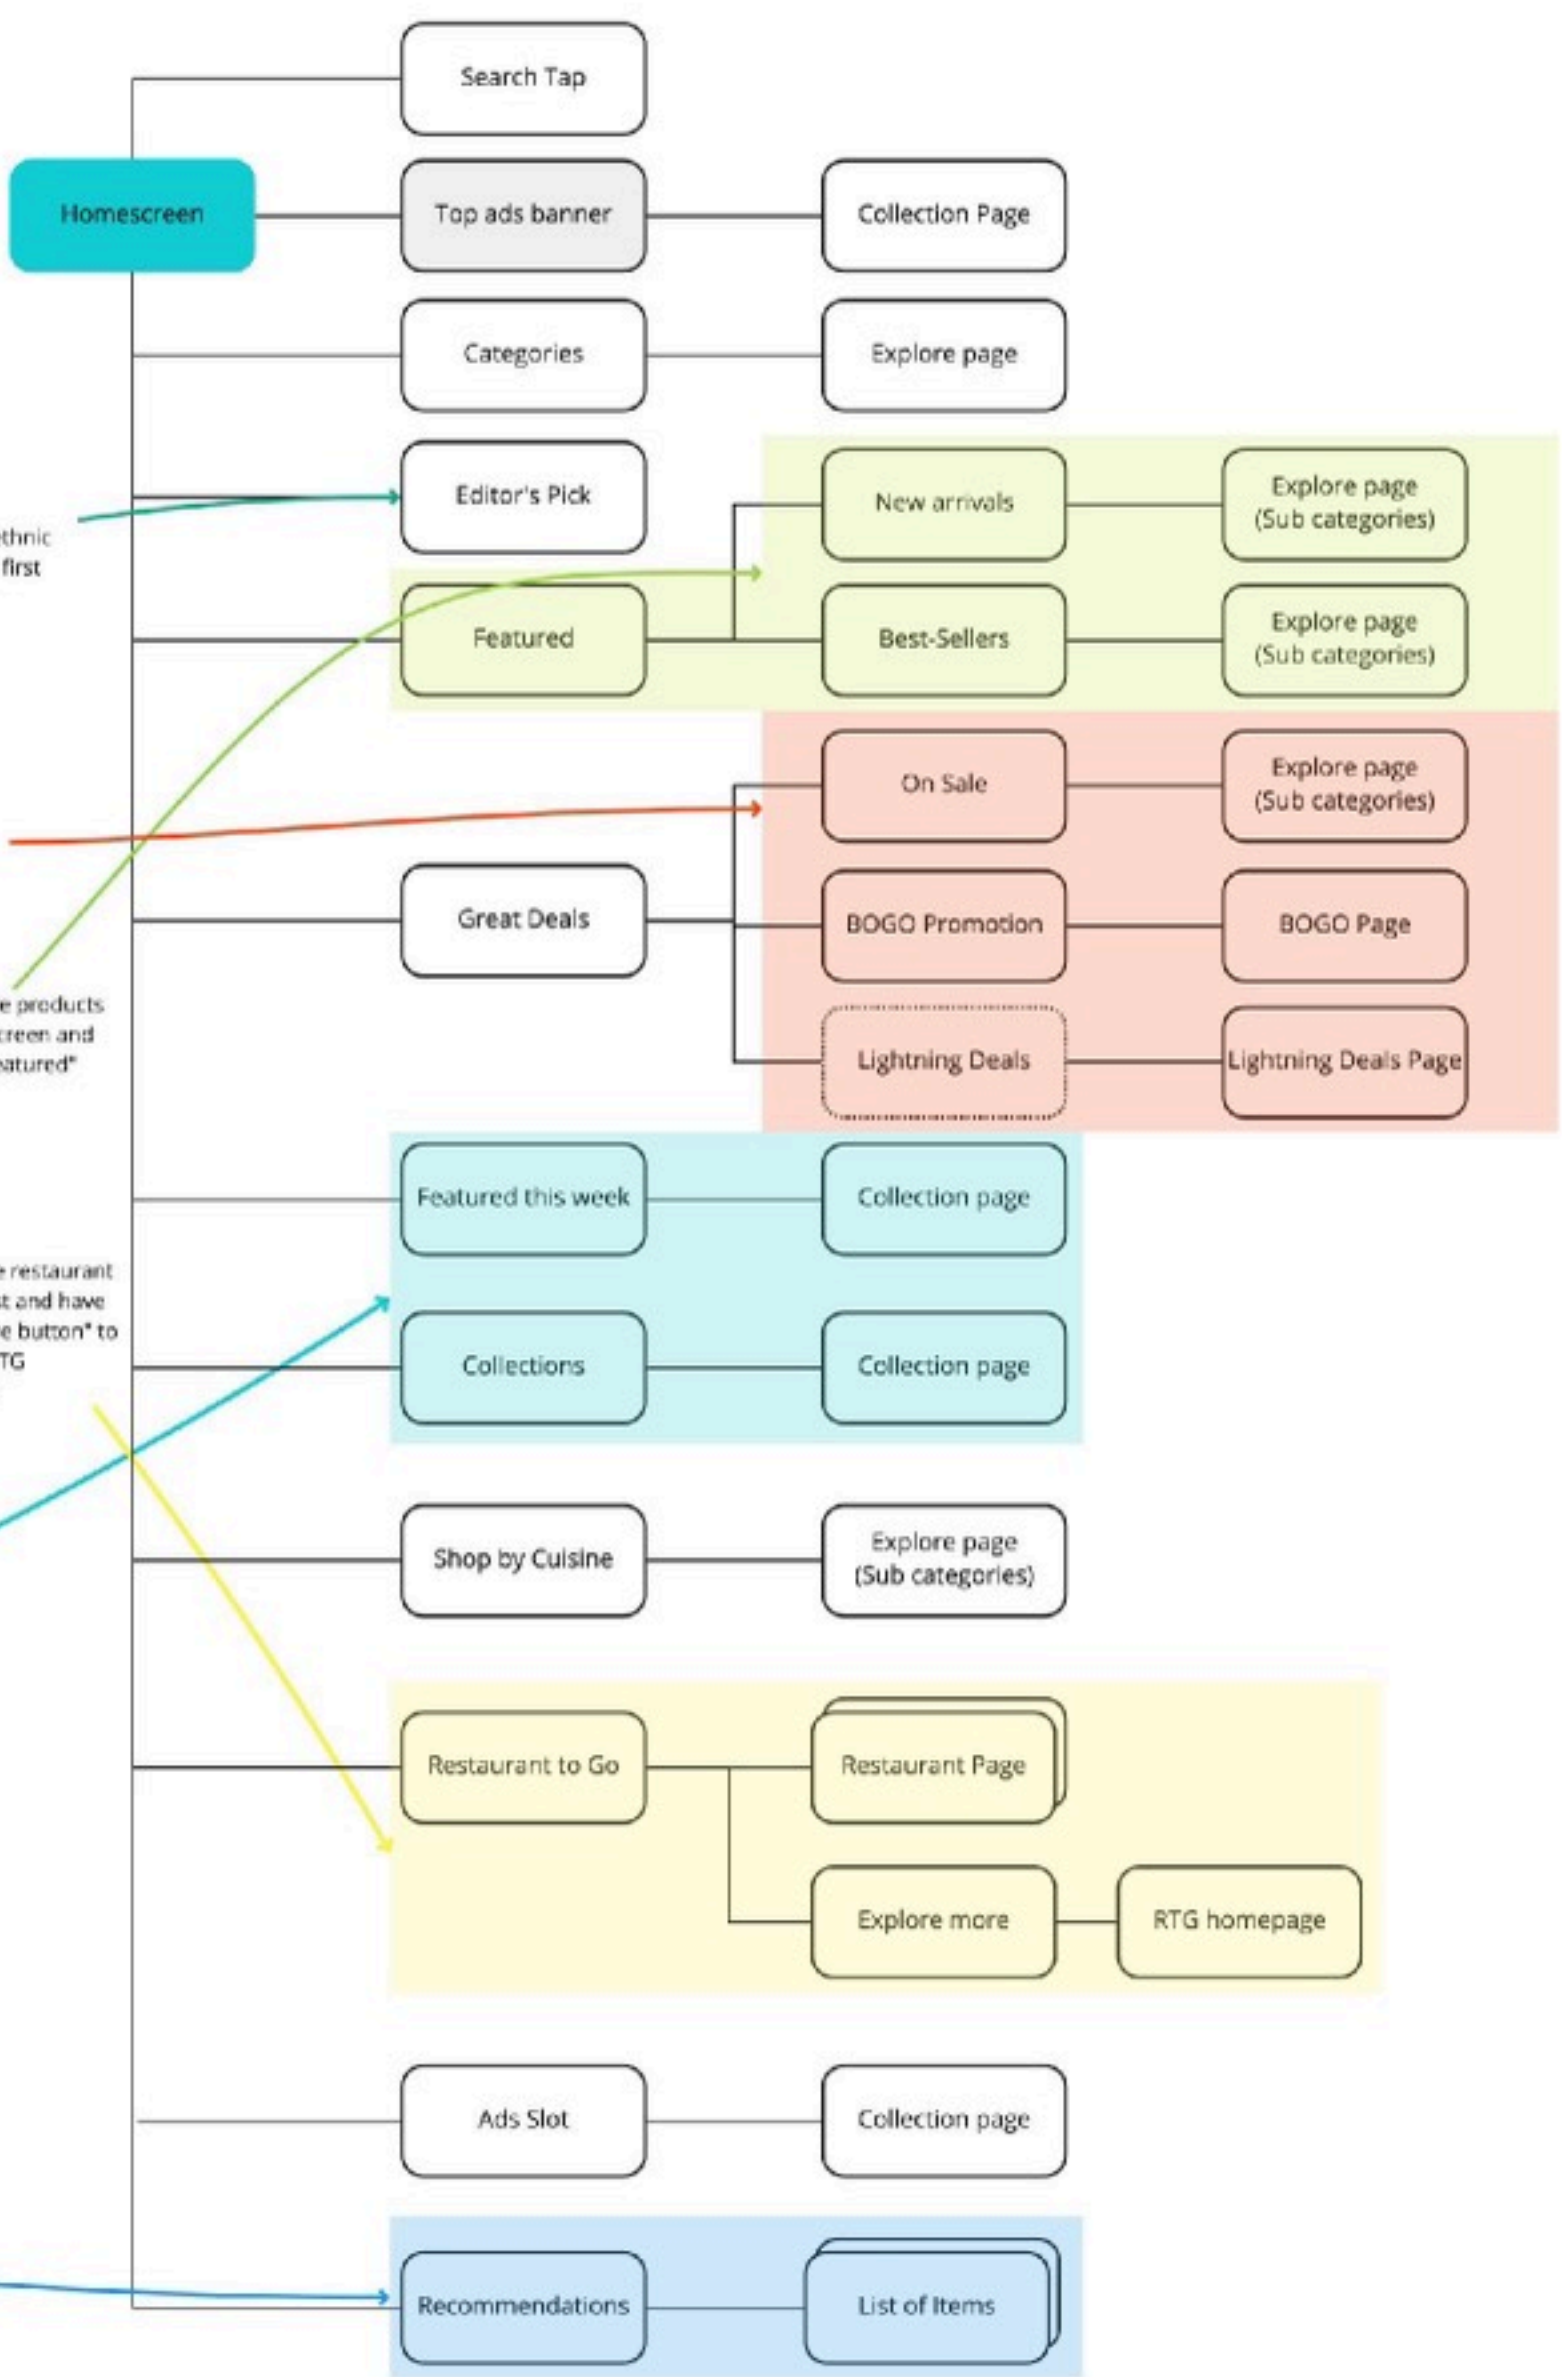 Search Tap
Homescreen
Top ads banner
Collection Page
Categories
Explore page
Editor's Pick
New arrivals
Explore page
(Sub categories)
ethnic
first
Featured
Best-Sellers
Explore page
(Sub categories)
On Sale
Explore page
(Sub categories)
Great Deals
BOGO Promotion
BOGO Page
e products
creen and
eatured"
Lightning Deals
Lightning Deals Page
Featured this week
Collection page
e restaurant
st and have
e button" to
TG
Collections
Collection page
Shop by Cuisine
Explore page
(Sub categories)
Restaurant to Go
Restaurant Page
Explore more
RTG homepage
Ads Slot
Collection page
Recommendations
List of Items